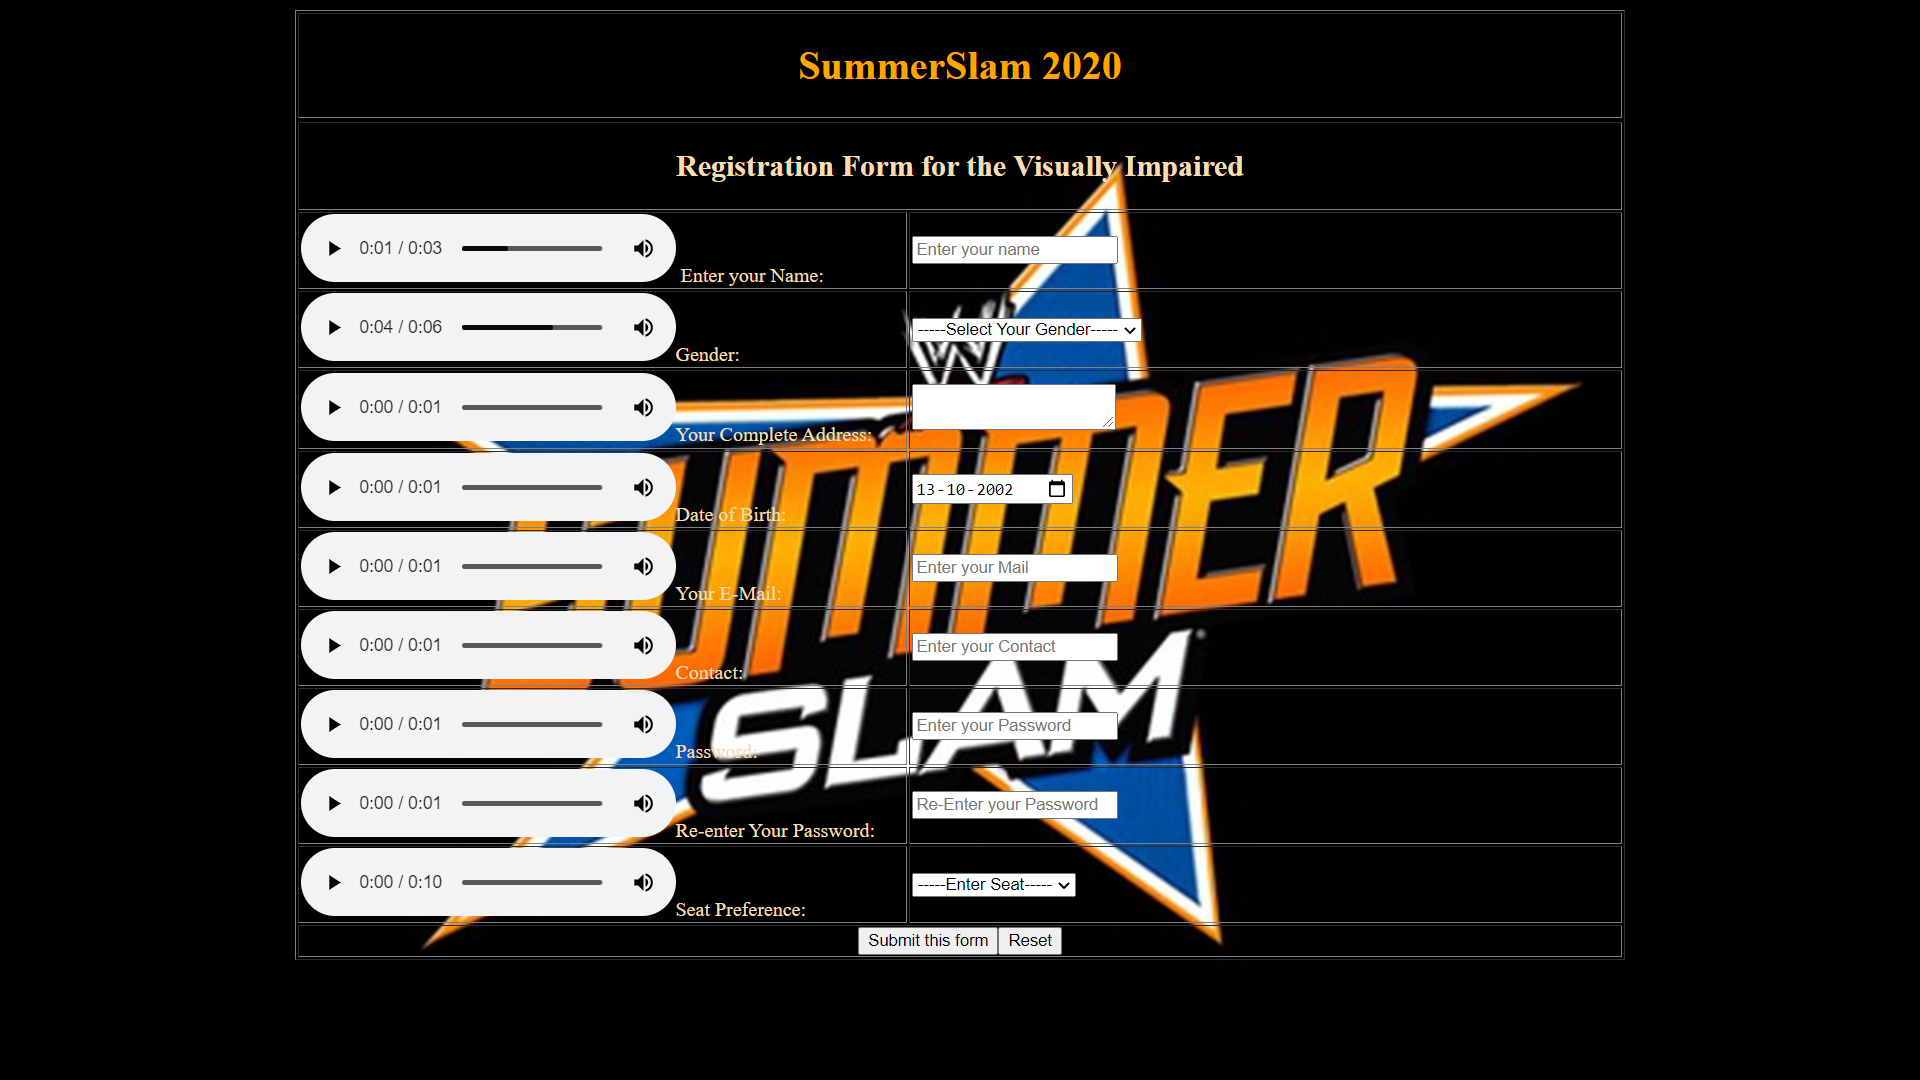 SummerSlam 2020
Registration Form for the Visually Impaired
0:01 / 0:03
Enter your Name:
Enter your name
0:04 / 0:06
Gender:
-----Select Your Gender-----
0:00 / 0:01
Your Complete Address:
0:00 / 0:01
Date of Birth:
13-10-2002
0:00 / 0:01
Your E-Mail:
Enter your Mail
0:00 / 0:01
Contact:
Enter your Contact
0:00 / 0:01
Password:
Enter your Password
0:00 / 0:01
Re-enter Your Password:
Re-Enter your Password
0:00 / 0:10
Seat Preference:
-----Enter Seat-----
Submit this form
Reset
W
SUMMER
SLAM